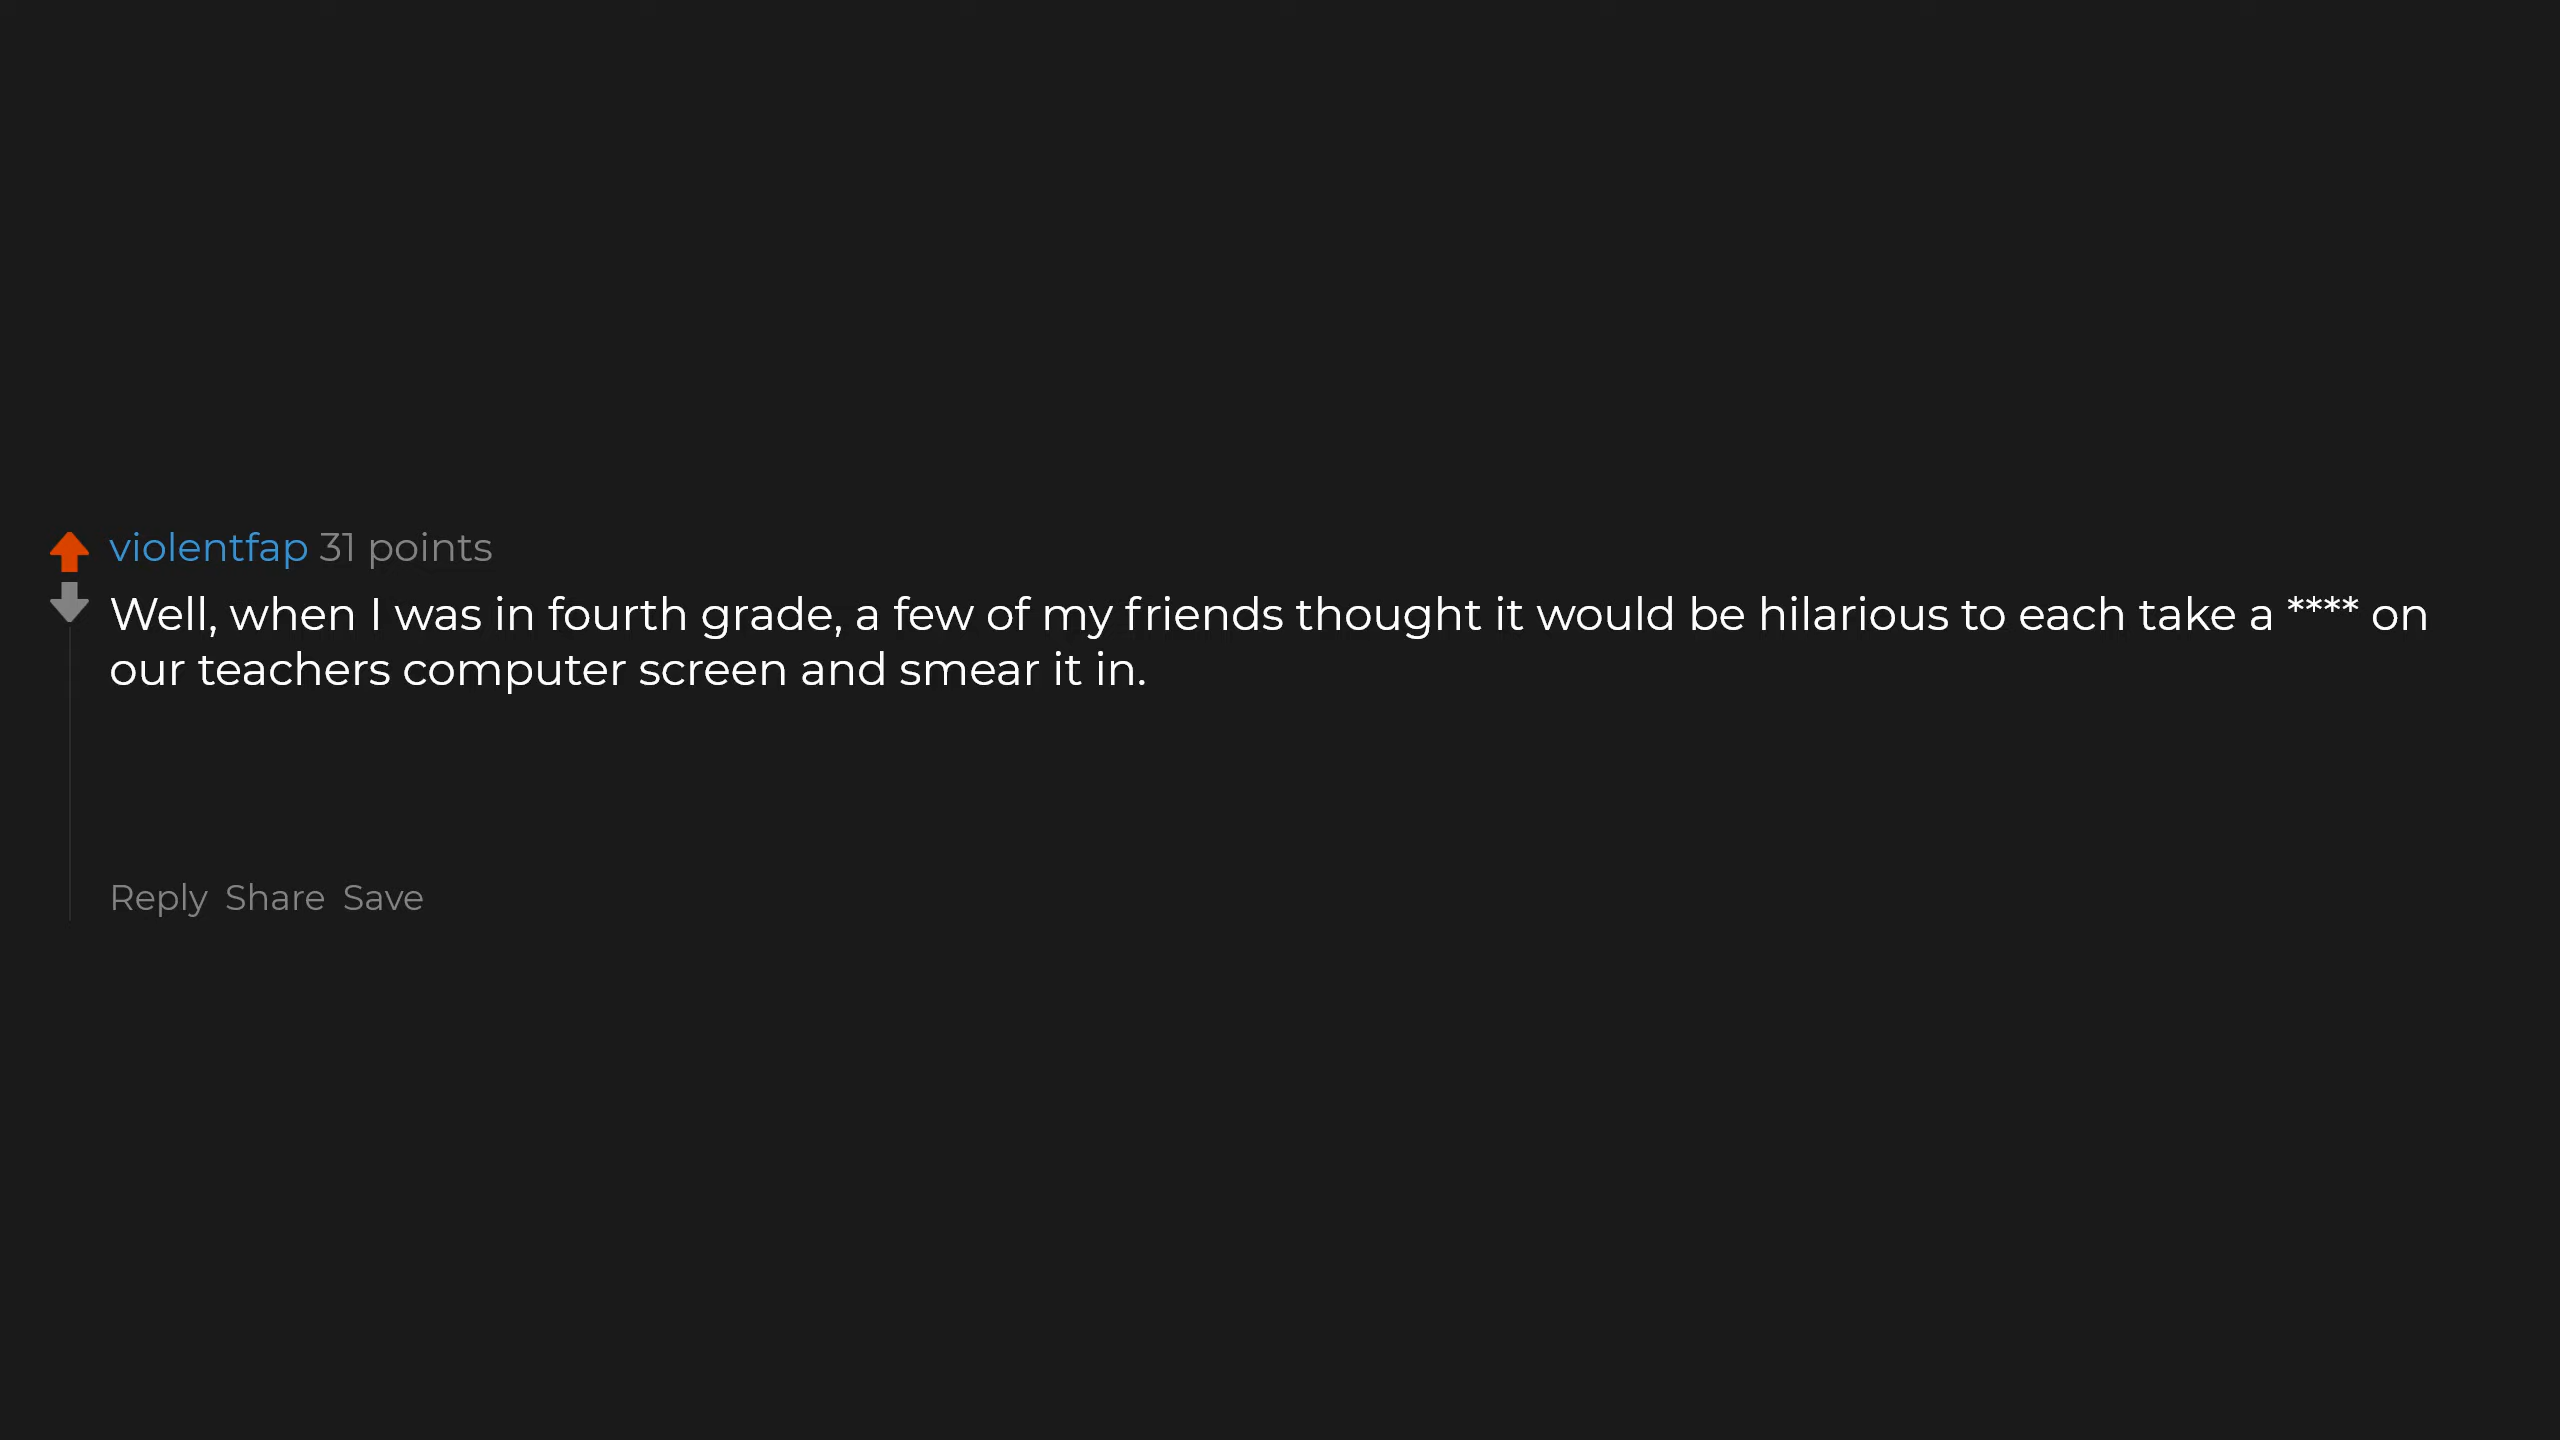 violentfap 31 points
Well, when I was in fourth grade, a few of my friends thought it would be hilarious to each take a **** on
our teachers computer screen and smear it in.
Reply Share Save